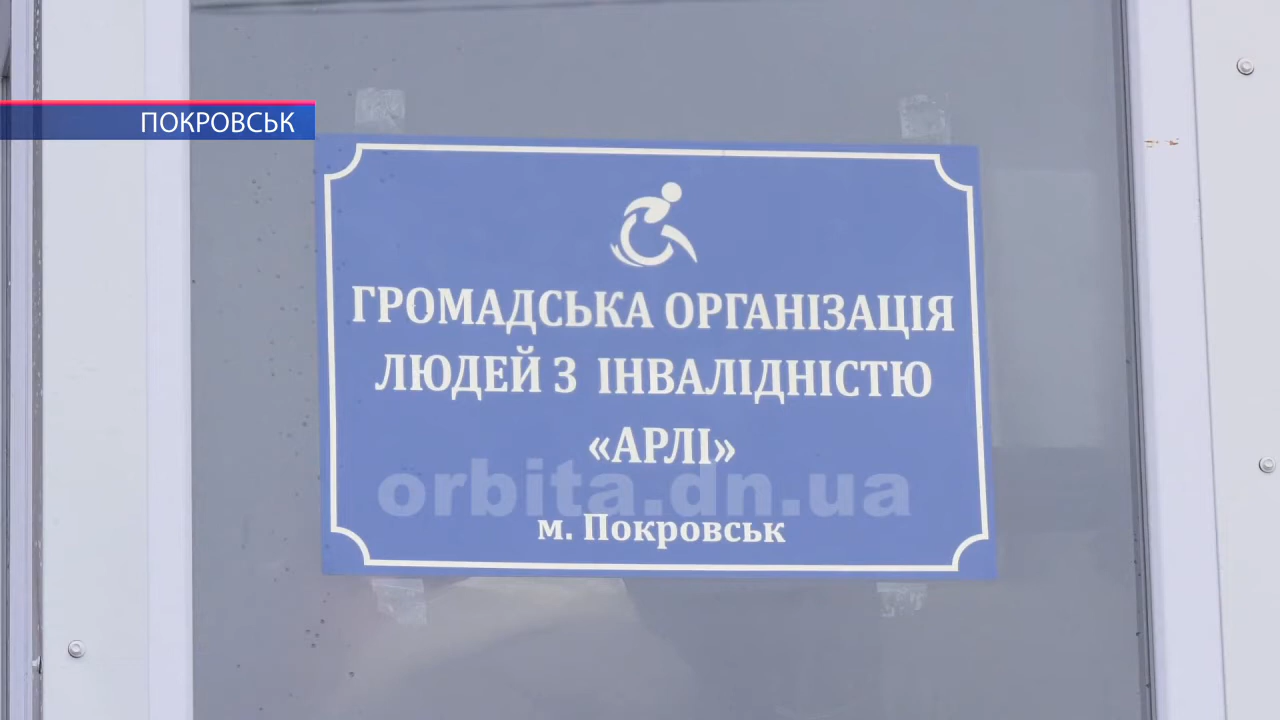 ПОКРОВСЬК
ГРОМАДСЬКА ОРГАНІЗАЦІЯ
ЛЮДЕЙ З ІНВАЛІДНІСТЮ
«АРЛІ»
orbita.dn.ua
м. Покровськ